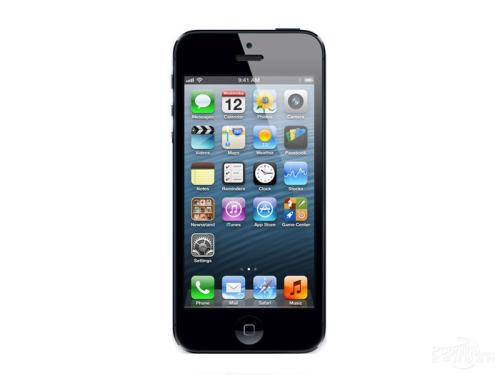 9:41 AM
Wednesday
12
Messages Calendar Photos Camera
Videos Maps Weather Passbook
Notes Reminders Clock Stocks
Newsstand iTunes App Store Game Center
Settings
Phone Mail Safari Music